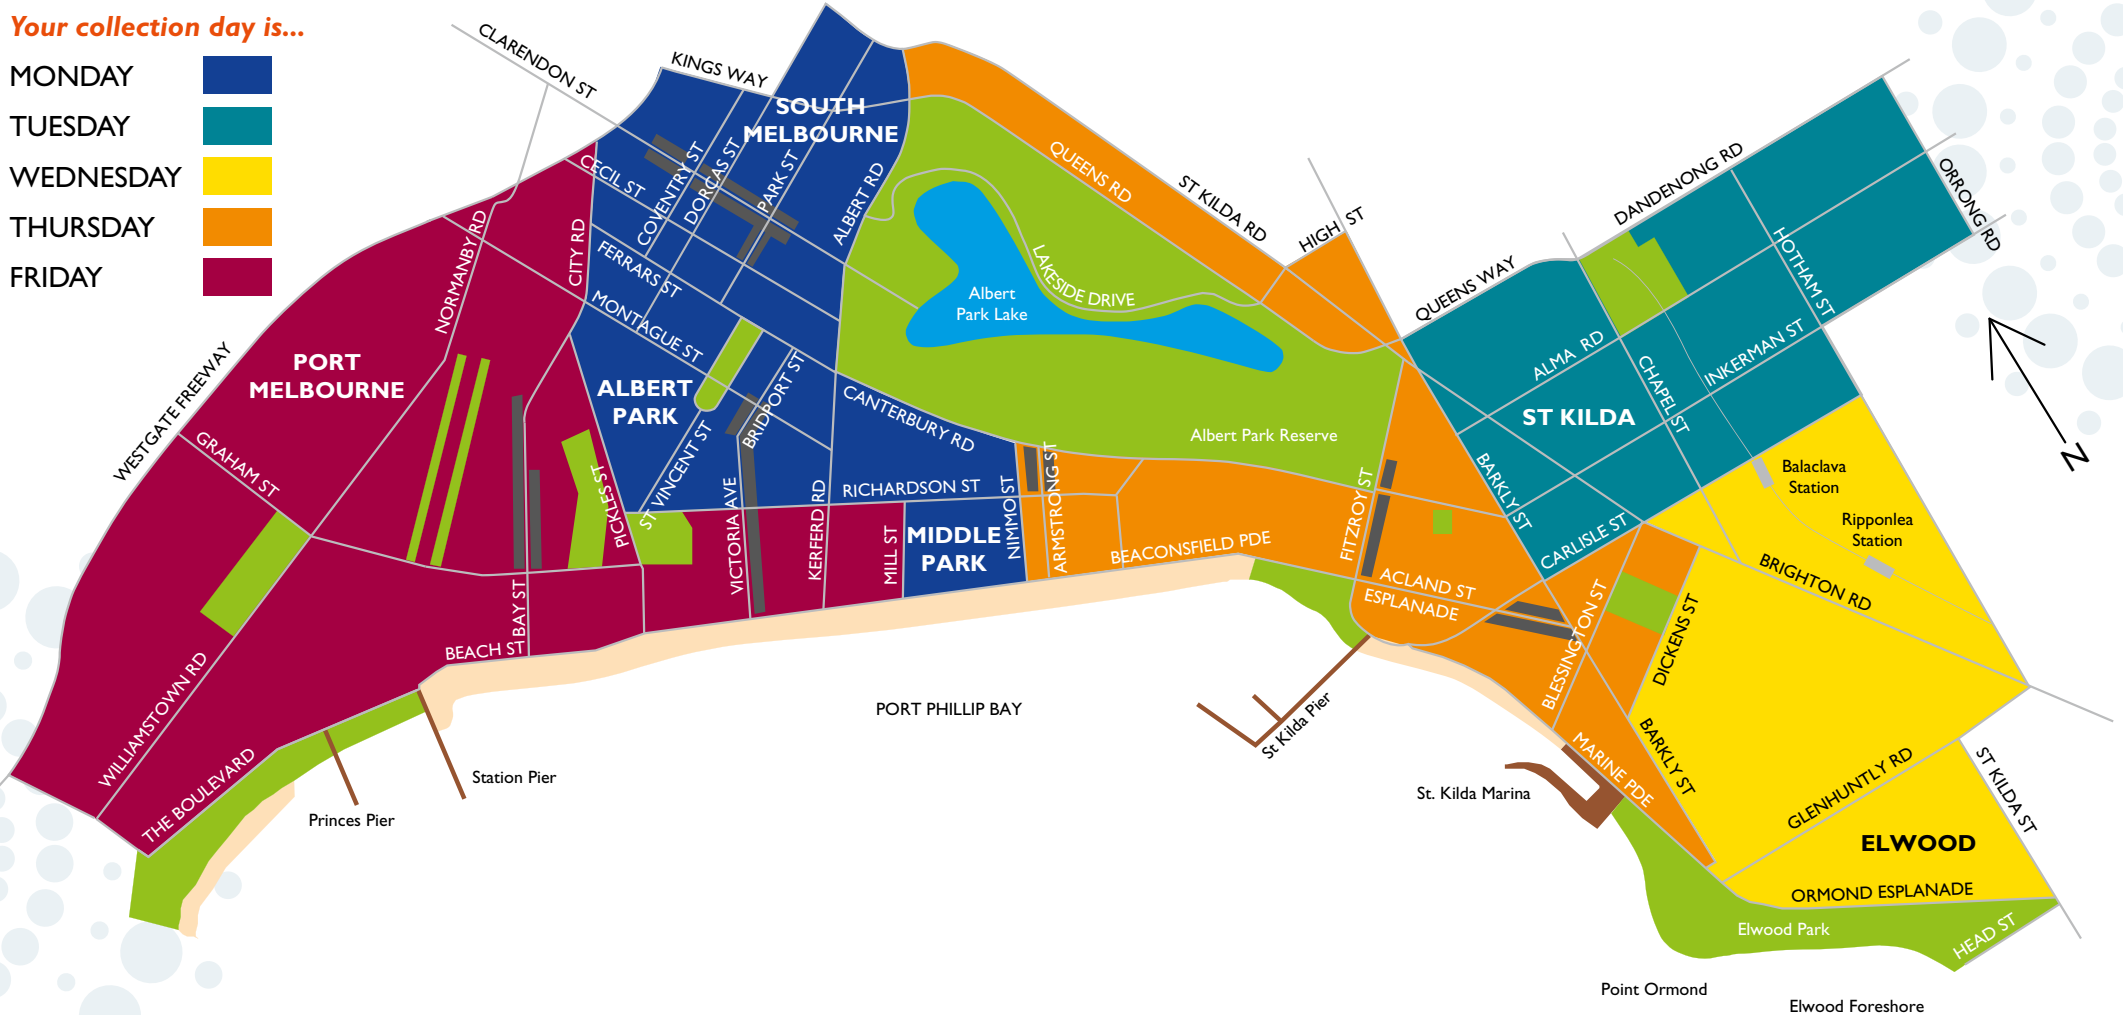 Your collection day is...
MONDAY
TUESDAY
WEDNESDAY
THURSDAY
FRIDAY
CLARENDON ST
KINGS WAY
SOUTH
MELBOURNE
CECIL ST
COVENTRY ST
DORCAS ST
PARK ST
ALBERT RD
QUEENS RD
ST KILDA RD
HIGH ST
DANDENONG RD
ORRONG RD
NORMANBY RD
CITY RD
FERRARS ST
MONTAGUE ST
LAKESIDE DRIVE
Albert
Park Lake
QUEENS WAY
HOTHAM ST
WESTGATE FREEWAY
PORT
MELBOURNE
ALBERT
PARK
BRIDPORT ST
CANTERBURY RD
Albert Park Reserve
ALMA RD
CHAPEL ST
INKERMAN ST
ST KILDA
GRAHAM ST
PICKLES ST
ST VINCENT ST
VICTORIA AVE
KERFERD RD
RICHARDSON ST
MILL ST
MIDDLE
PARK
NIMMO ST
ARMSTRONG ST
BEACONSFIELD PDE
FITZROY ST
BARKLY ST
CARLISLE ST
Balaclava
Station
Ripponlea
Station
BRIGHTON RD
ACLAND ST
ESPLANADE
BLESSINGTON ST
DICKENS ST
BAY ST
BEACH ST
WILLIAMSTOWN RD
THE BOULEVARD
Princes Pier
Station Pier
PORT PHILLIP BAY
St Kilda Pier
St. Kilda Marina
MARINE PDE
BARKLY ST
GLENHUNTLY RD
ST KILDA ST
ELWOOD
ORMOND ESPLANADE
Elwood Park
HEAD ST
Point Ormond
Elwood Foreshore
N